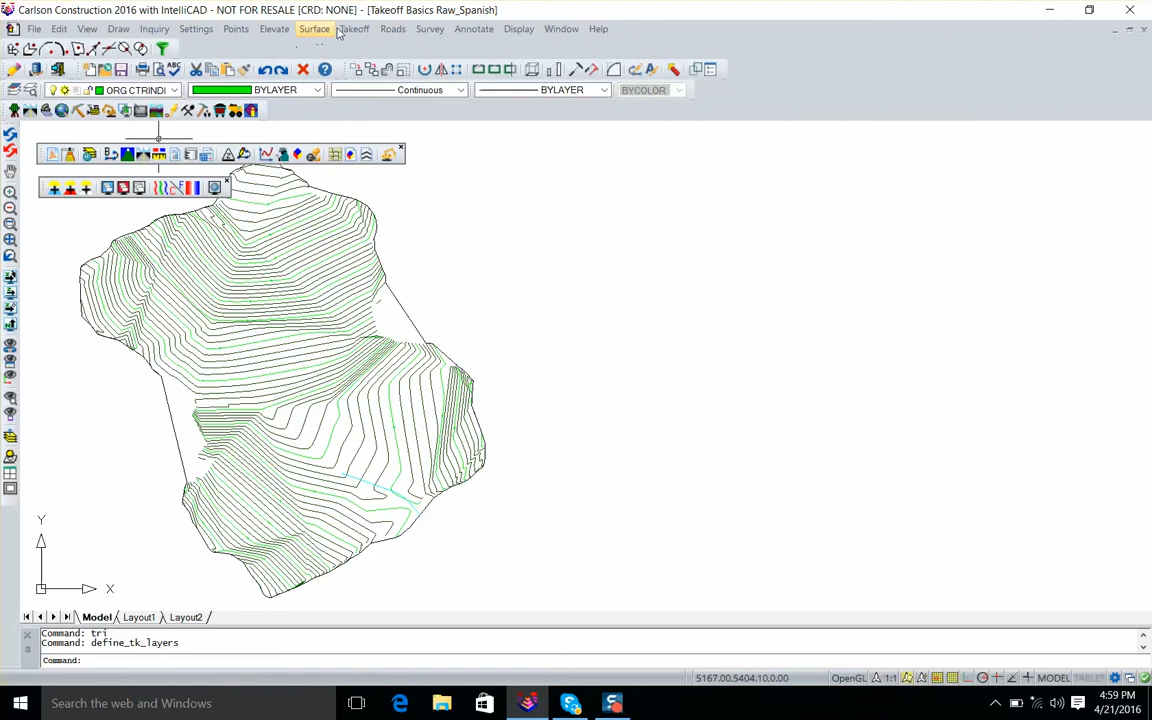 Carlson Construction 2016 with IntelliCAD - NOT FOR RESALE [CRD: NONE] - [Takeoff Basics Raw_Spanish]
File Edit View Draw Inquiry Settings Points Elevate Surface Takeoff Roads Survey Annotate Display Window Help
ORG CTRINDI BYLAYER Continuous BYLAYER BYCOLOR
Y
X
Model Layout1 Layout2
Command: tri
Command: define_tk_layers
Command:
5167.00,5404.10,0.00 OpenGL 1:1 MODEL TABLET
Search the web and Windows
4:59 PM
4/21/2016